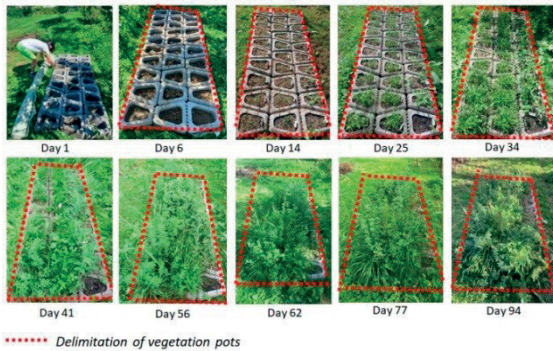 Day 1
Day 6
Day 14
Day 25
Day 34
Day 41
Day 56
Day 62
Day 77
Day 94
Delimitation of vegetation pots